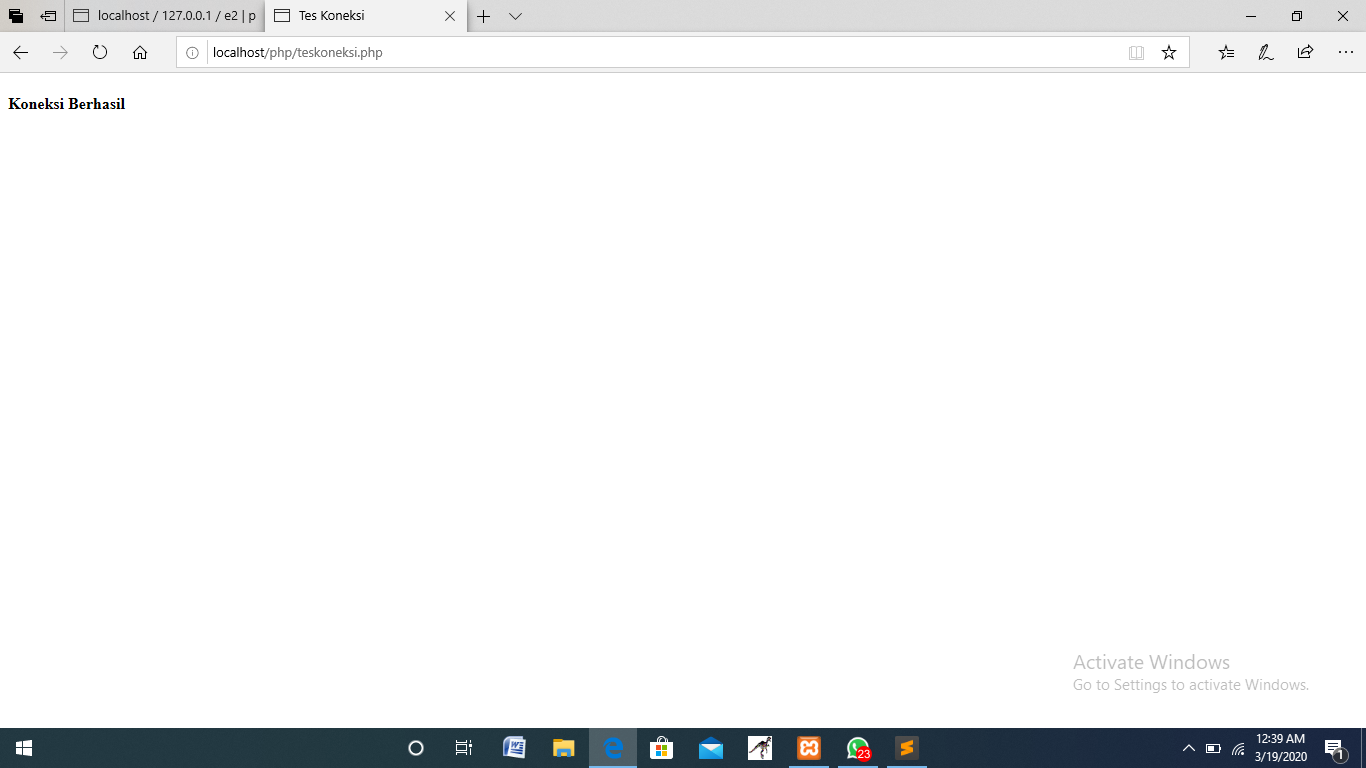 localhost / 127.0.0.1 / e2 | p
Tes Koneksi
localhost/php/teskoneksi.php
Koneksi Berhasil
Activate Windows
Go to Settings to activate Windows.
23
12:39 AM
3/19/2020
1